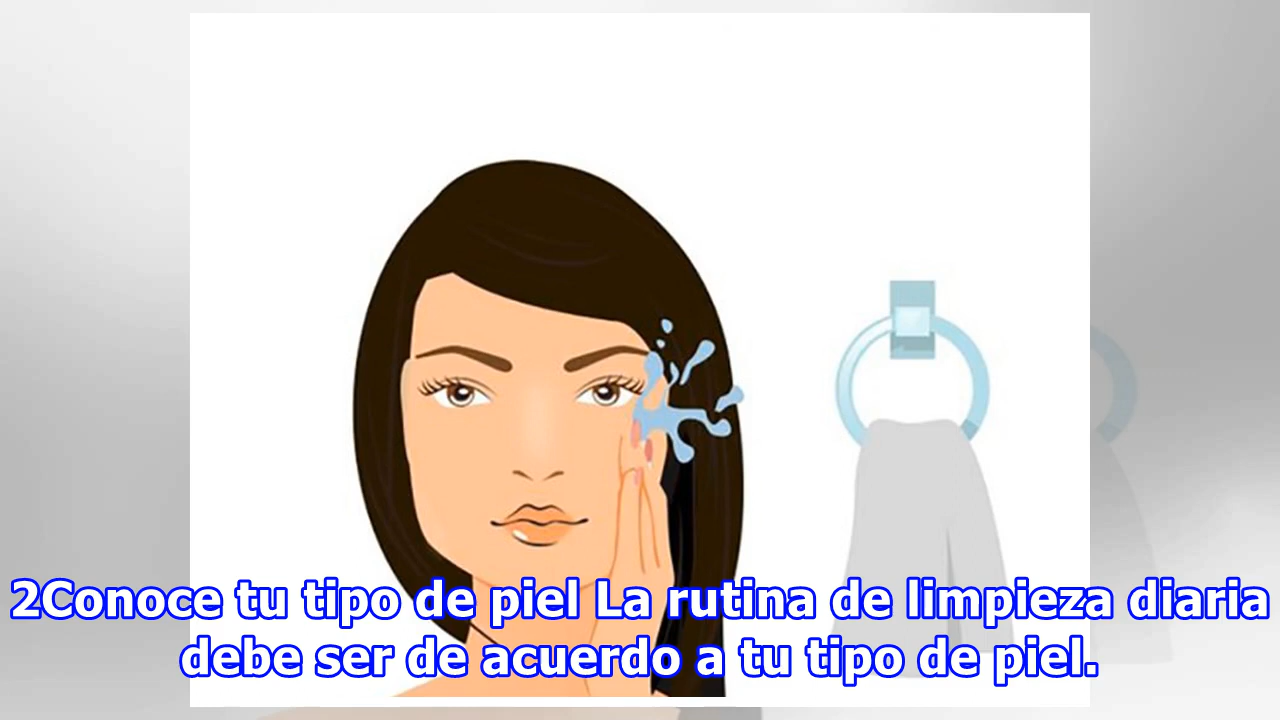 2Conoce tu tipo de piel La rutina de limpieza diaria
debe ser de acuerdo a tu tipo de piel.